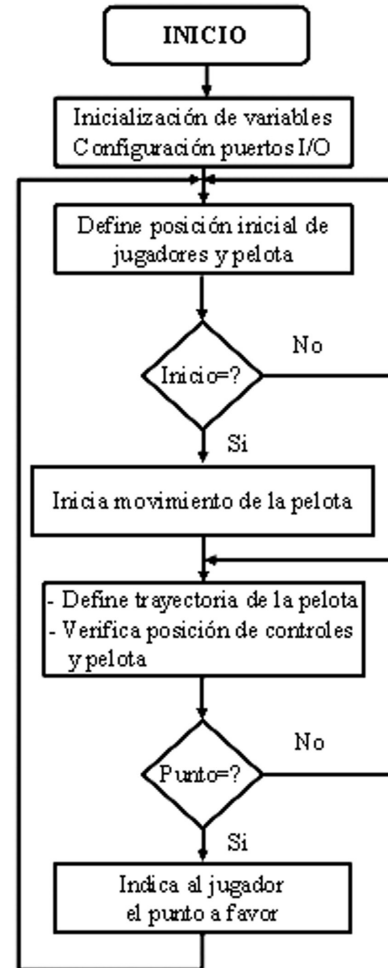 INICIO
Inicialización de variables
Configuración puertos I/O
Define posición inicial de
jugadores y pelota
Inicio=?
No
Si
Inicia movimiento de la pelota
- Define trayectoria de la pelota
- Verifica posición de controles
y pelota
Punto=?
No
Si
Indica al jugador
el punto a favor